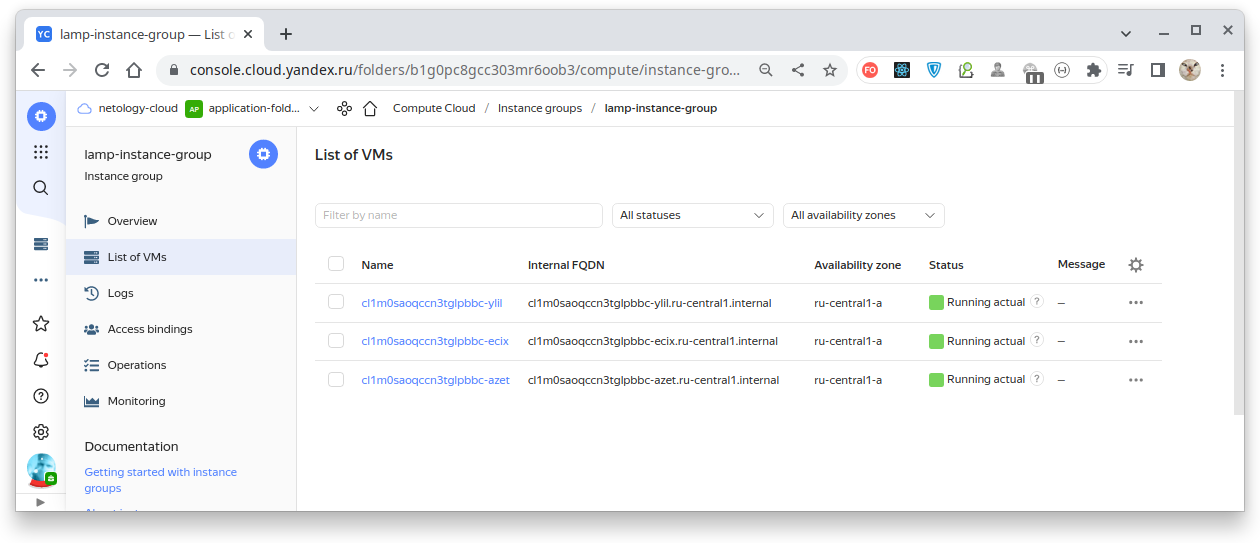 YC lamp-instance-group — List o
console.cloud.yandex.ru/folders/b1g0pc8gcc303mr6oob3/compute/instance-gro...
FO
netology-cloud AP application-fold... Compute Cloud / Instance groups / lamp-instance-group
lamp-instance-group
Instance group
Overview
List of VMs
Logs
Access bindings
Operations
Monitoring
Documentation
Getting started with instance
groups
List of VMs
Filter by name All statuses All availability zones
Name Internal FQDN Availability zone Status Message
cl1m0saoqccn3tglpbbc-ylil cl1m0saoqccn3tglpbbc-ylil.ru-central1.internal ru-central1-a Running actual ? —
cl1m0saoqccn3tglpbbc-ecix cl1m0saoqccn3tglpbbc-ecix.ru-central1.internal ru-central1-a Running actual ? —
cl1m0saoqccn3tglpbbc-azet cl1m0saoqccn3tglpbbc-azet.ru-central1.internal ru-central1-a Running actual ? —